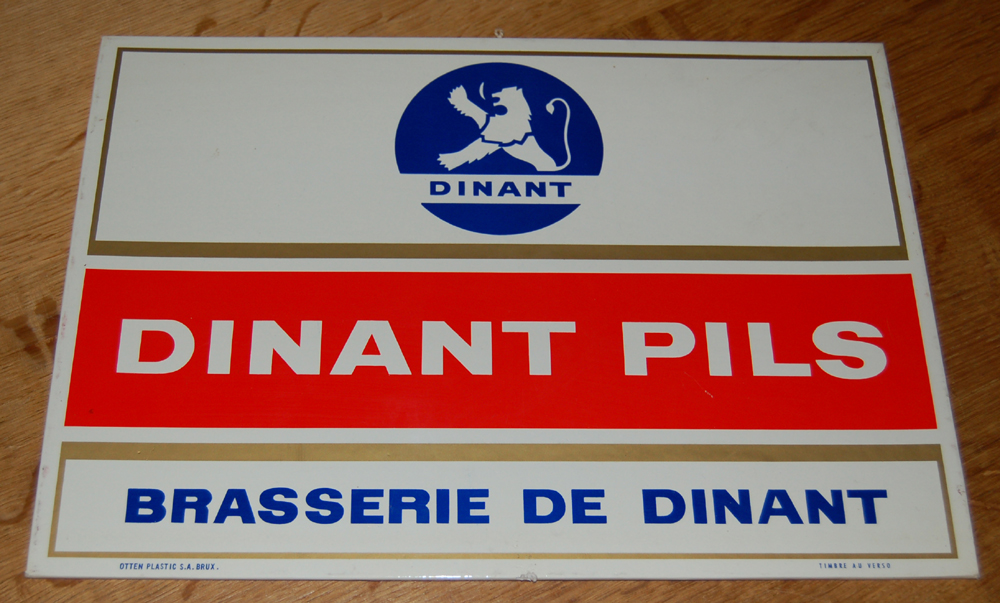 DINANT
DINANT PILS
BRASSERIE DE DINANT
OTTEN PLASTIC S.A. BRUX.
TIMBRE AU VERSO